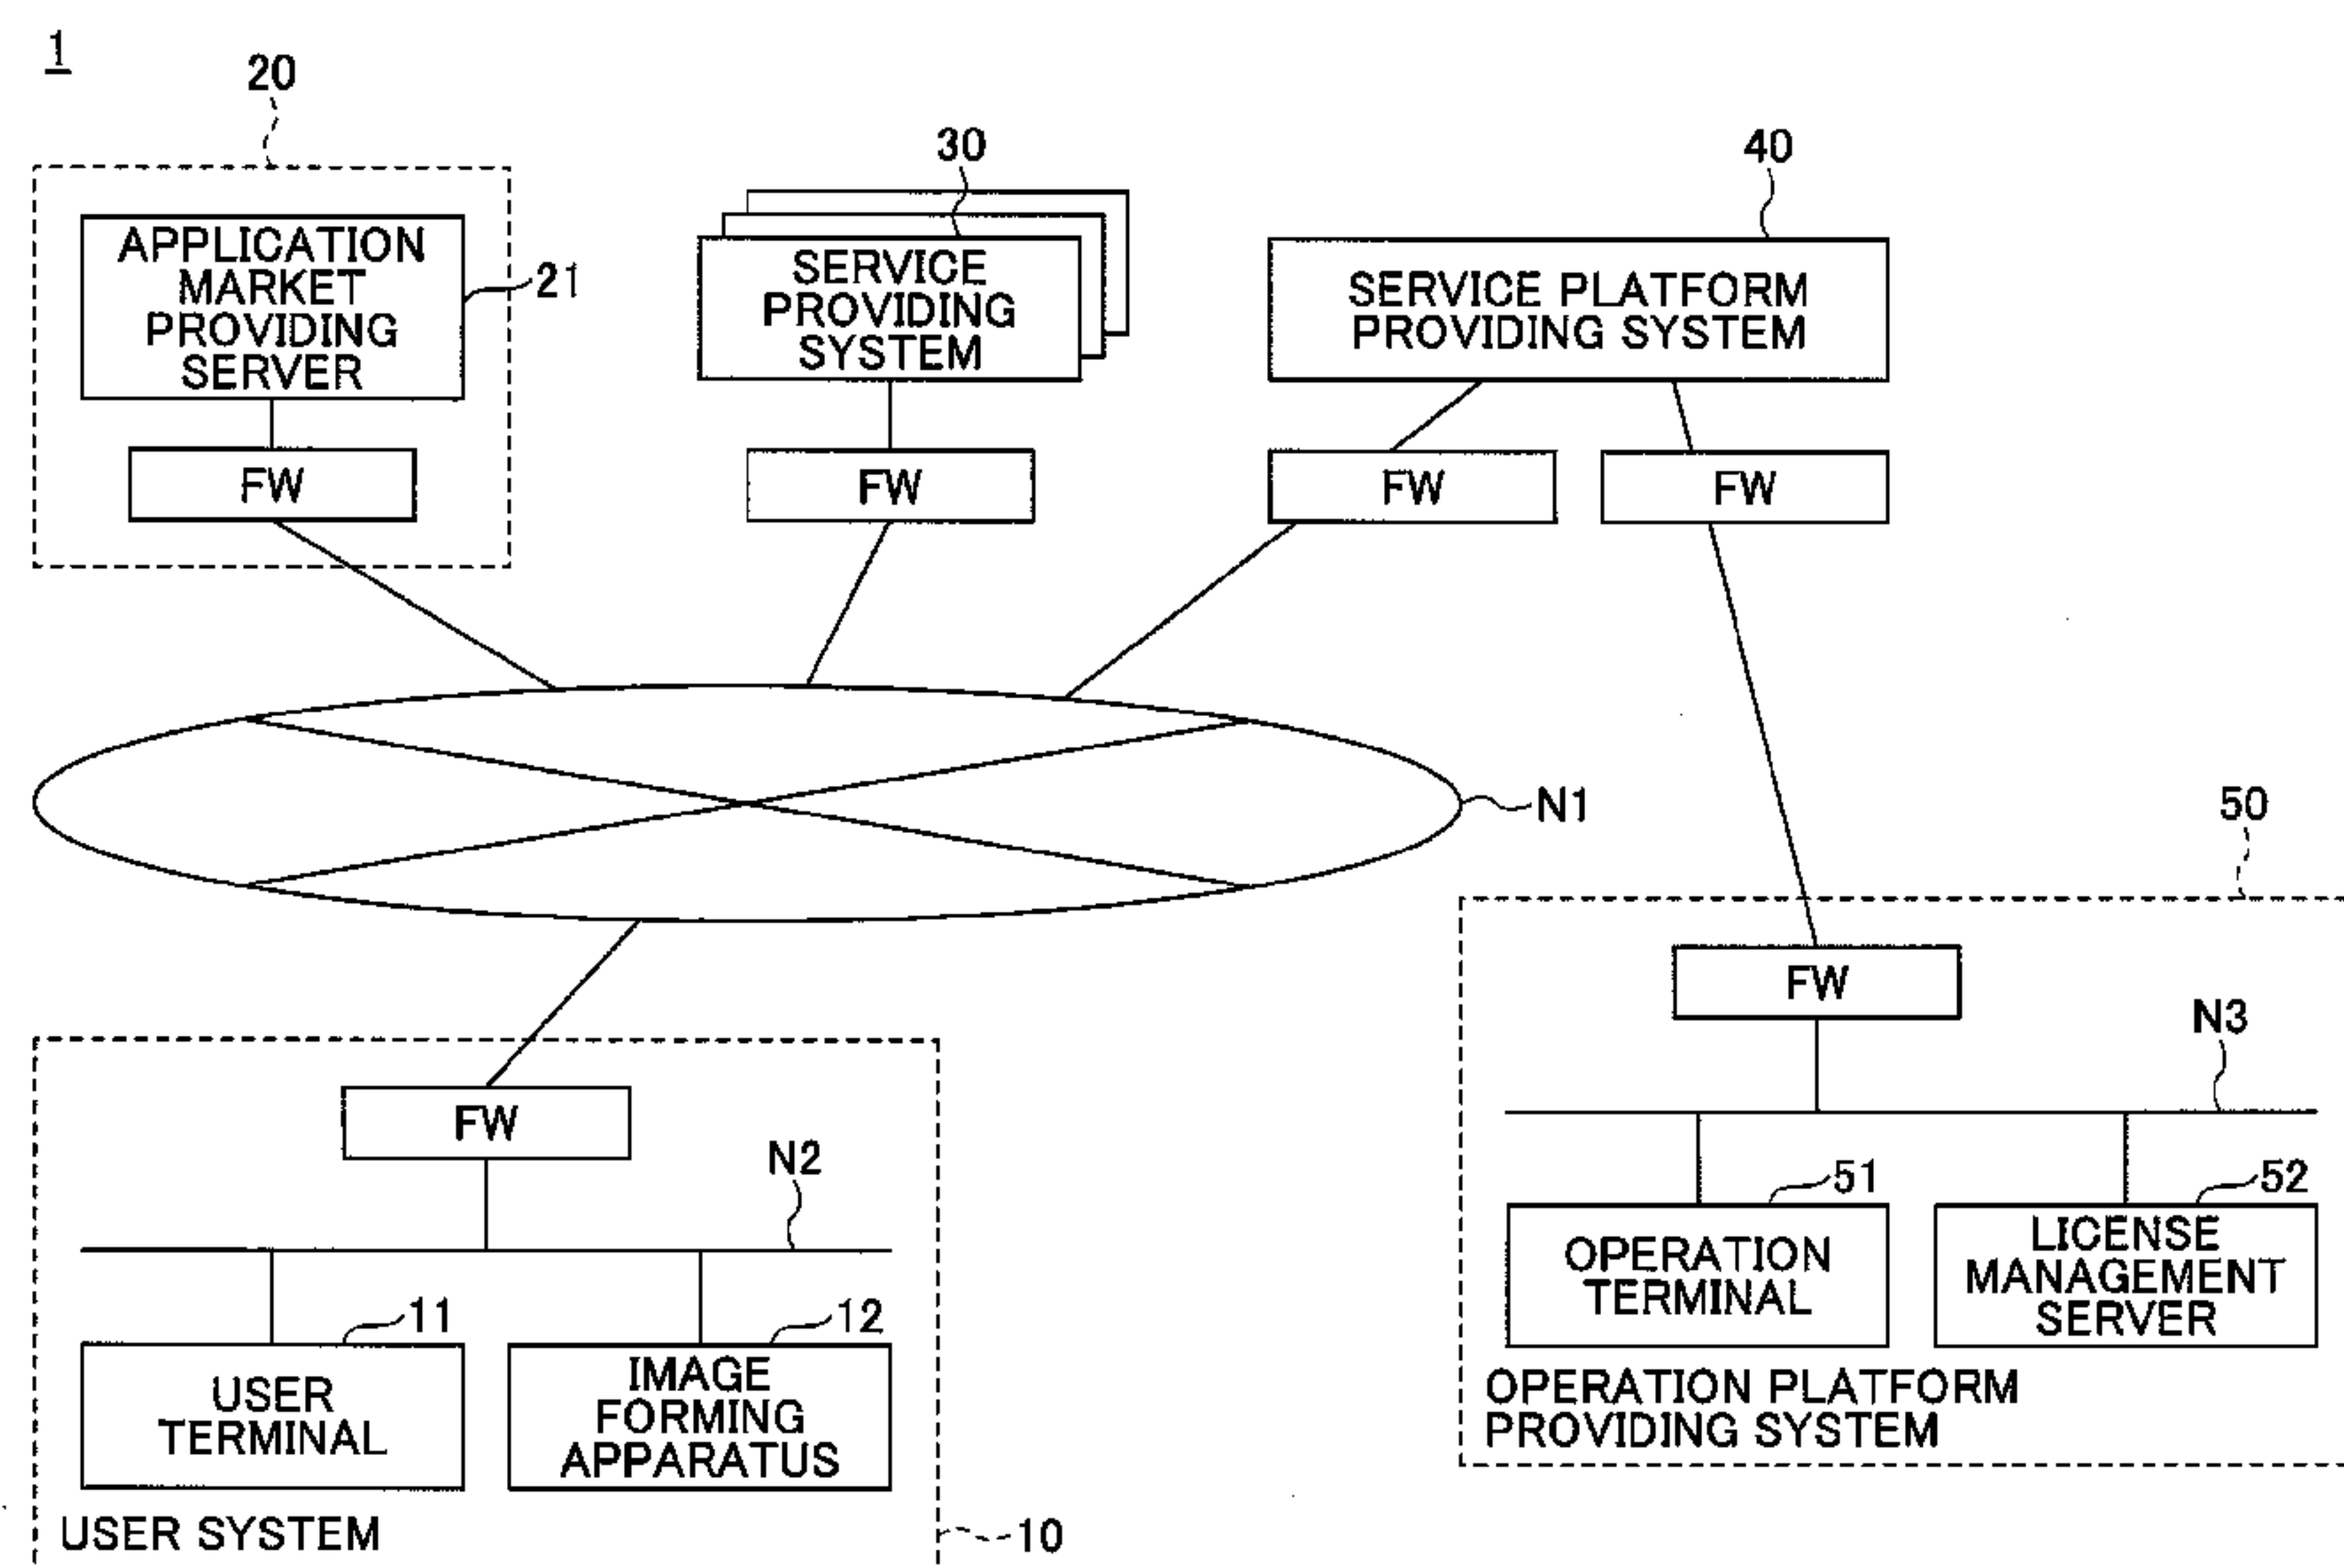 1
20
30
40
APPLICATION
MARKET
PROVIDING
SERVER
21
SERVICE
PROVIDING
SYSTEM
SERVICE PLATFORM
PROVIDING SYSTEM
FW
FW
FW
FW
N1
50
FW
N3
51
52
OPERATION
TERMINAL
LICENSE
MANAGEMENT
SERVER
OPERATION PLATFORM
PROVIDING SYSTEM
FW
N2
11
12
USER
TERMINAL
IMAGE
FORMING
APPARATUS
USER SYSTEM
10